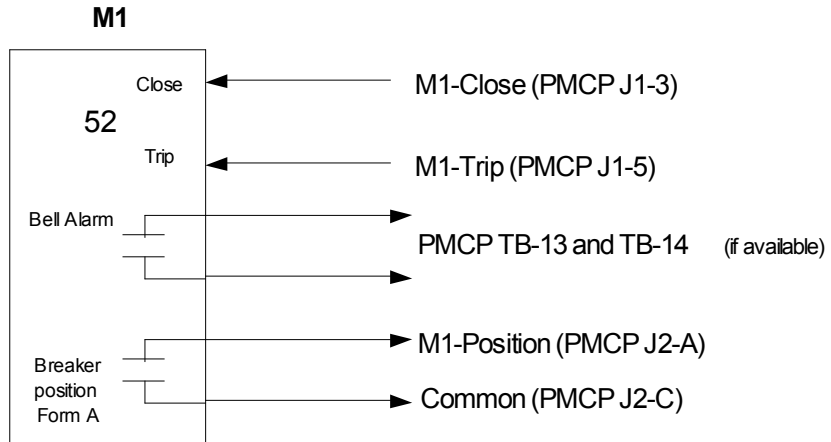 M1
Close
M1-Close (PMCP J1-3)
52
Trip
M1-Trip (PMCP J1-5)
Bell Alarm
PMCP TB-13 and TB-14 (if available)
M1-Position (PMCP J2-A)
Breaker
position
Form A
Common (PMCP J2-C)